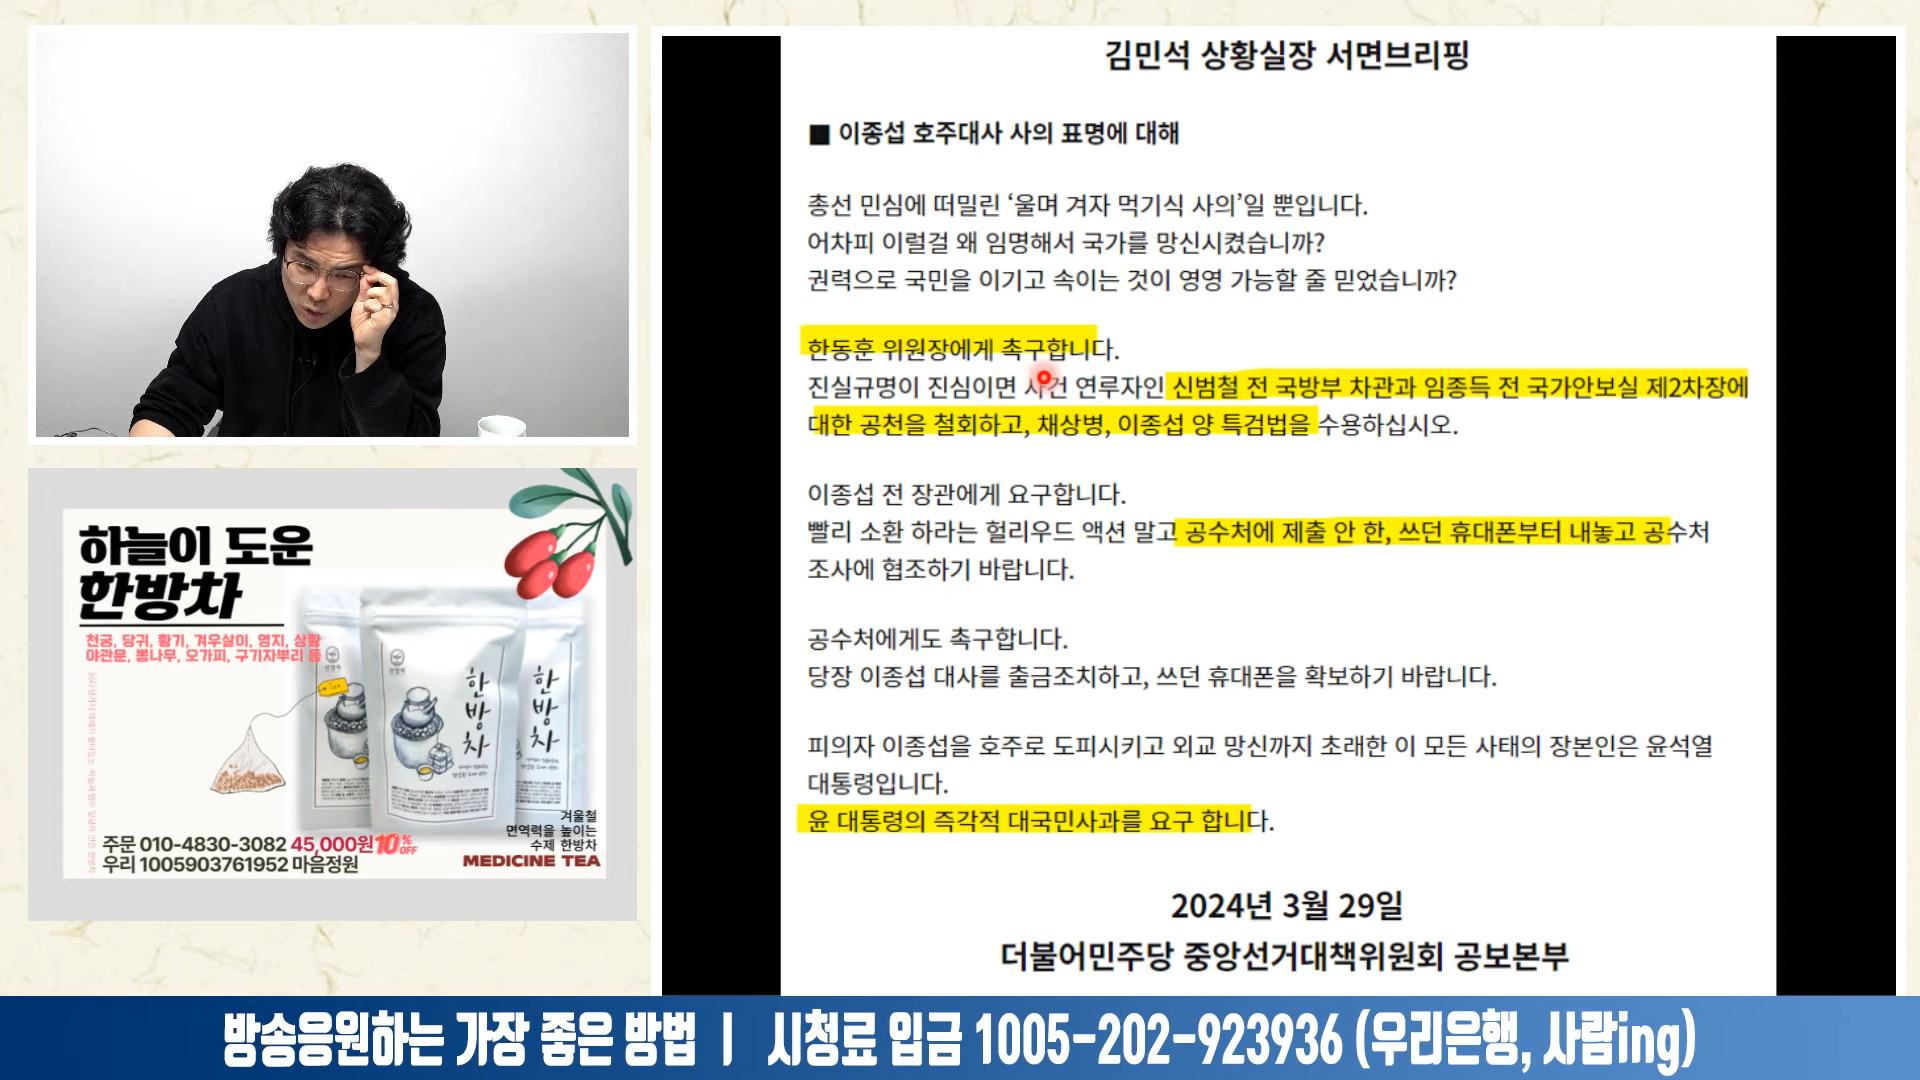 김민석 상황실장 서면브리핑
■ 이종섭 호주대사 사의 표명에 대해
총선 민심에 떠밀린 ‘울며 겨자 먹기식 사의’일 뿐입니다.
어차피 이럴걸 왜 임명해서 국가를 망신시켰습니까?
권력으로 국민을 이기고 속이는 것이 영영 가능할 줄 믿었습니까?
한동훈 위원장에게 촉구합니다.
진실규명이 진심이면 사건 연루자인 신범철 전 국방부 차관과 임종득 전 국가안보실 제2차장에
대한 공천을 철회하고, 채상병, 이종섭 양 특검법을 수용하십시오.
이종섭 전 장관에게 요구합니다.
빨리 소환 하라는 헐리우드 액션 말고 공수처에 제출 안 한, 쓰던 휴대폰부터 내놓고 공수처
조사에 협조하기 바랍니다.
공수처에게도 촉구합니다.
당장 이종섭 대사를 출금조치하고, 쓰던 휴대폰을 확보하기 바랍니다.
피의자 이종섭을 호주로 도피시키고 외교 망신까지 초래한 이 모든 사태의 장본인은 윤석열
대통령입니다.
윤 대통령의 즉각적 대국민사과를 요구 합니다.
2024년 3월 29일
더불어민주당 중앙선거대책위원회 공보본부
하늘이 도운
한방차
천궁, 당귀, 황기, 겨우살이, 영지, 상황
야관문, 뽕나무, 오가피, 구기자뿌리 등
한방차
한방차
겨울철
면역력을 높이는
수제 한방차
MEDICINE TEA
주문 010-4830-3082 45,000원 10% OFF
우리 1005903761952 마음정원
방송응원하는 가장 좋은 방법 | 시청료 입금 1005-202-923936 (우리은행, 사람ing)